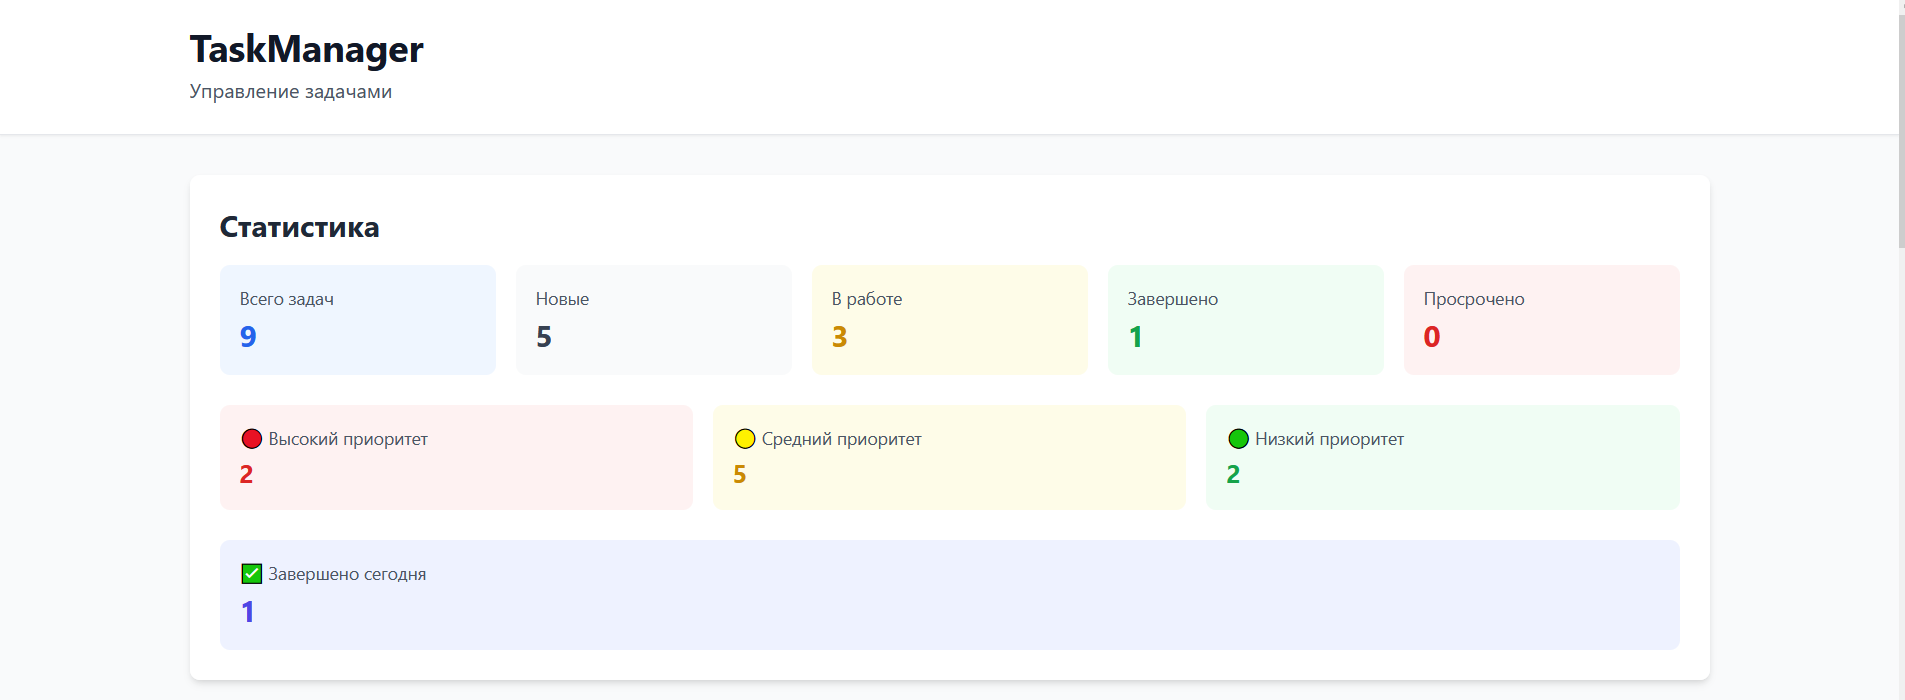 TaskManager
Управление задачами
Статистика
Всего задач
9
Новые
5
В работе
3
Завершено
1
Просрочено
0
🔴 Высокий приоритет
2
🟡 Средний приоритет
5
🟢 Низкий приоритет
2
✅ Завершено сегодня
1